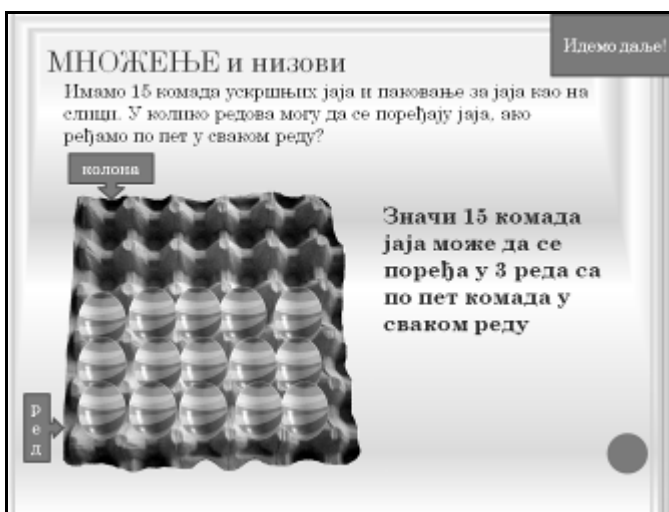 Идемо даље!
МНОЖЕЊЕ и низови
Имамо 15 комада ускршњих јаја и паковање за јаја као на
слици. У колико редова могу да се поређају јаја, ако
ређамо по пет у сваком реду?
колона
Значи 15 комада
јаја може да се
поређа у 3 реда са
по пет комада у
сваком реду
ред